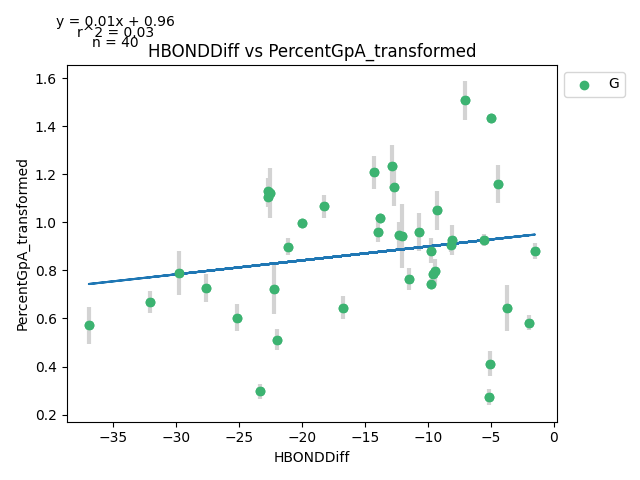 y = 0.01x + 0.96
r^2 = 0.03
n = 40
HBONDDiff vs PercentGpA_transformed
G
PercentGpA_transformed
1.6
1.4
1.2
1.0
0.8
0.6
0.4
0.2
−35
−30
−25
−20
−15
−10
−5
0
HBONDDiff